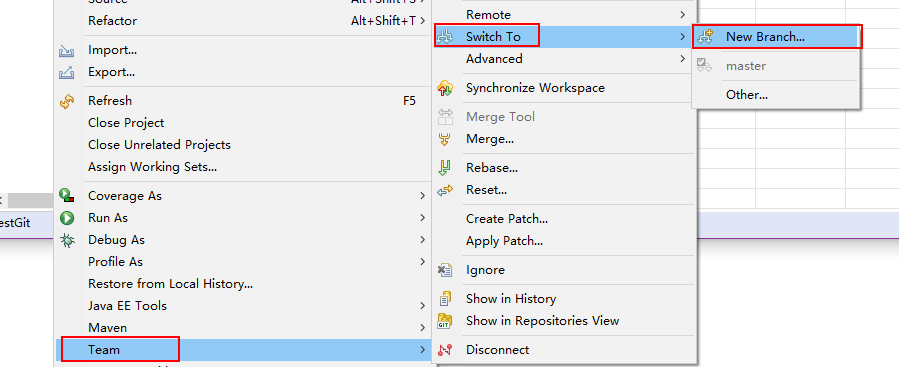 Source Alt+Shift+S
Refactor Alt+Shift+T
Import...
Export...
Refresh F5
Close Project
Close Unrelated Projects
Assign Working Sets...
Coverage As
Run As
Debug As
Profile As
Restore from Local History...
Java EE Tools
Maven
Team
Remote
Switch To
Advanced
Synchronize Workspace
Merge Tool
Merge...
Rebase...
Reset...
Create Patch...
Apply Patch...
Ignore
Show in History
Show in Repositories View
GIT
Disconnect
New Branch...
master
Other...
estGit